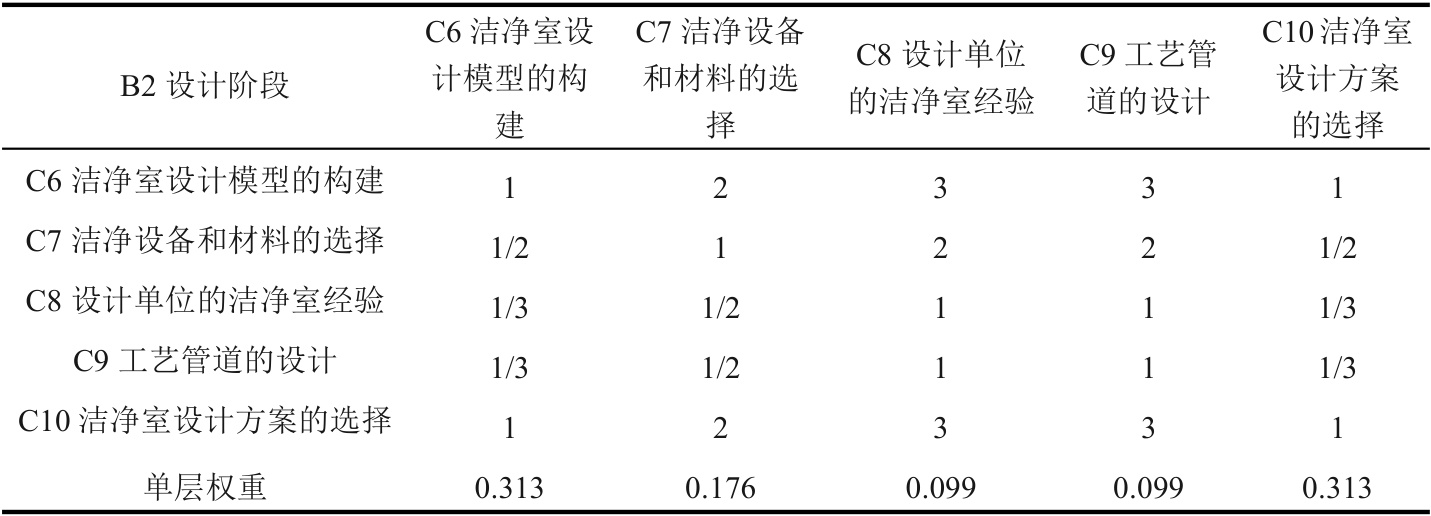 B2 设计阶段 C6 洁净室设计模型的构建 C7 洁净设备和材料的选择 C8 设计单位的洁净室经验 C9 工艺管道的设计 C10 洁净室设计方案的选择
C6 洁净室设计模型的构建 1 2 3 3 1
C7 洁净设备和材料的选择 1/2 1 2 2 1/2
C8 设计单位的洁净室经验 1/3 1/2 1 1 1/3
C9 工艺管道的设计 1/3 1/2 1 1 1/3
C10 洁净室设计方案的选择 1 2 3 3 1
单层权重 0.313 0.176 0.099 0.099 0.313